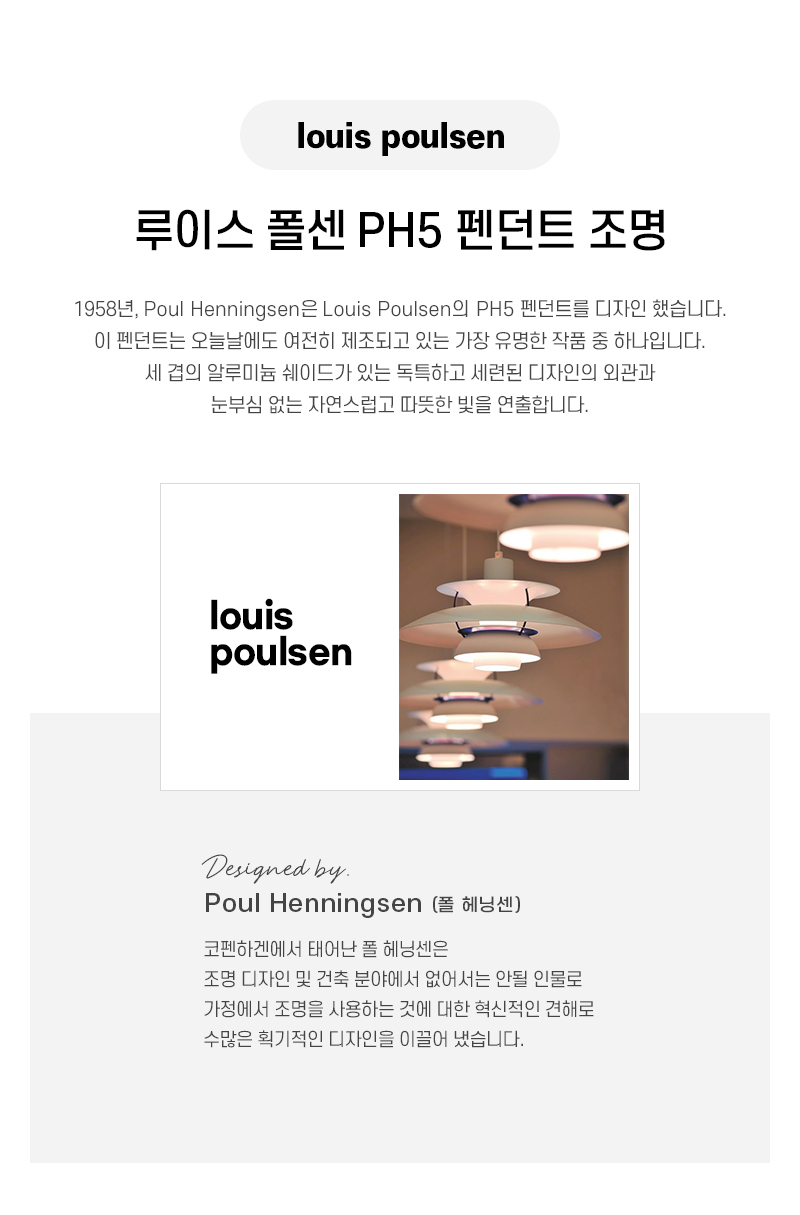 louis poulsen
루이스 폴센 PH5 펜던트 조명
1958년, Poul Henningsen은 Louis Poulsen의 PH5 펜던트를 디자인 했습니다.
이 펜던트는 오늘날에도 여전히 제조되고 있는 가장 유명한 작품 중 하나입니다.
세 겹의 알루미늄 쉐이드가 있는 독특하고 세련된 디자인의 외관과
눈부심 없는 자연스럽고 따뜻한 빛을 연출합니다.
louis
poulsen
Designed by.
Poul Henningsen (폴 헤닝센)
코펜하겐에서 태어난 폴 헤닝센은
조명 디자인 및 건축 분야에서 없어서는 안될 인물로
가정에서 조명을 사용하는 것에 대한 혁신적인 견해로
수많은 획기적인 디자인을 이끌어 냈습니다.